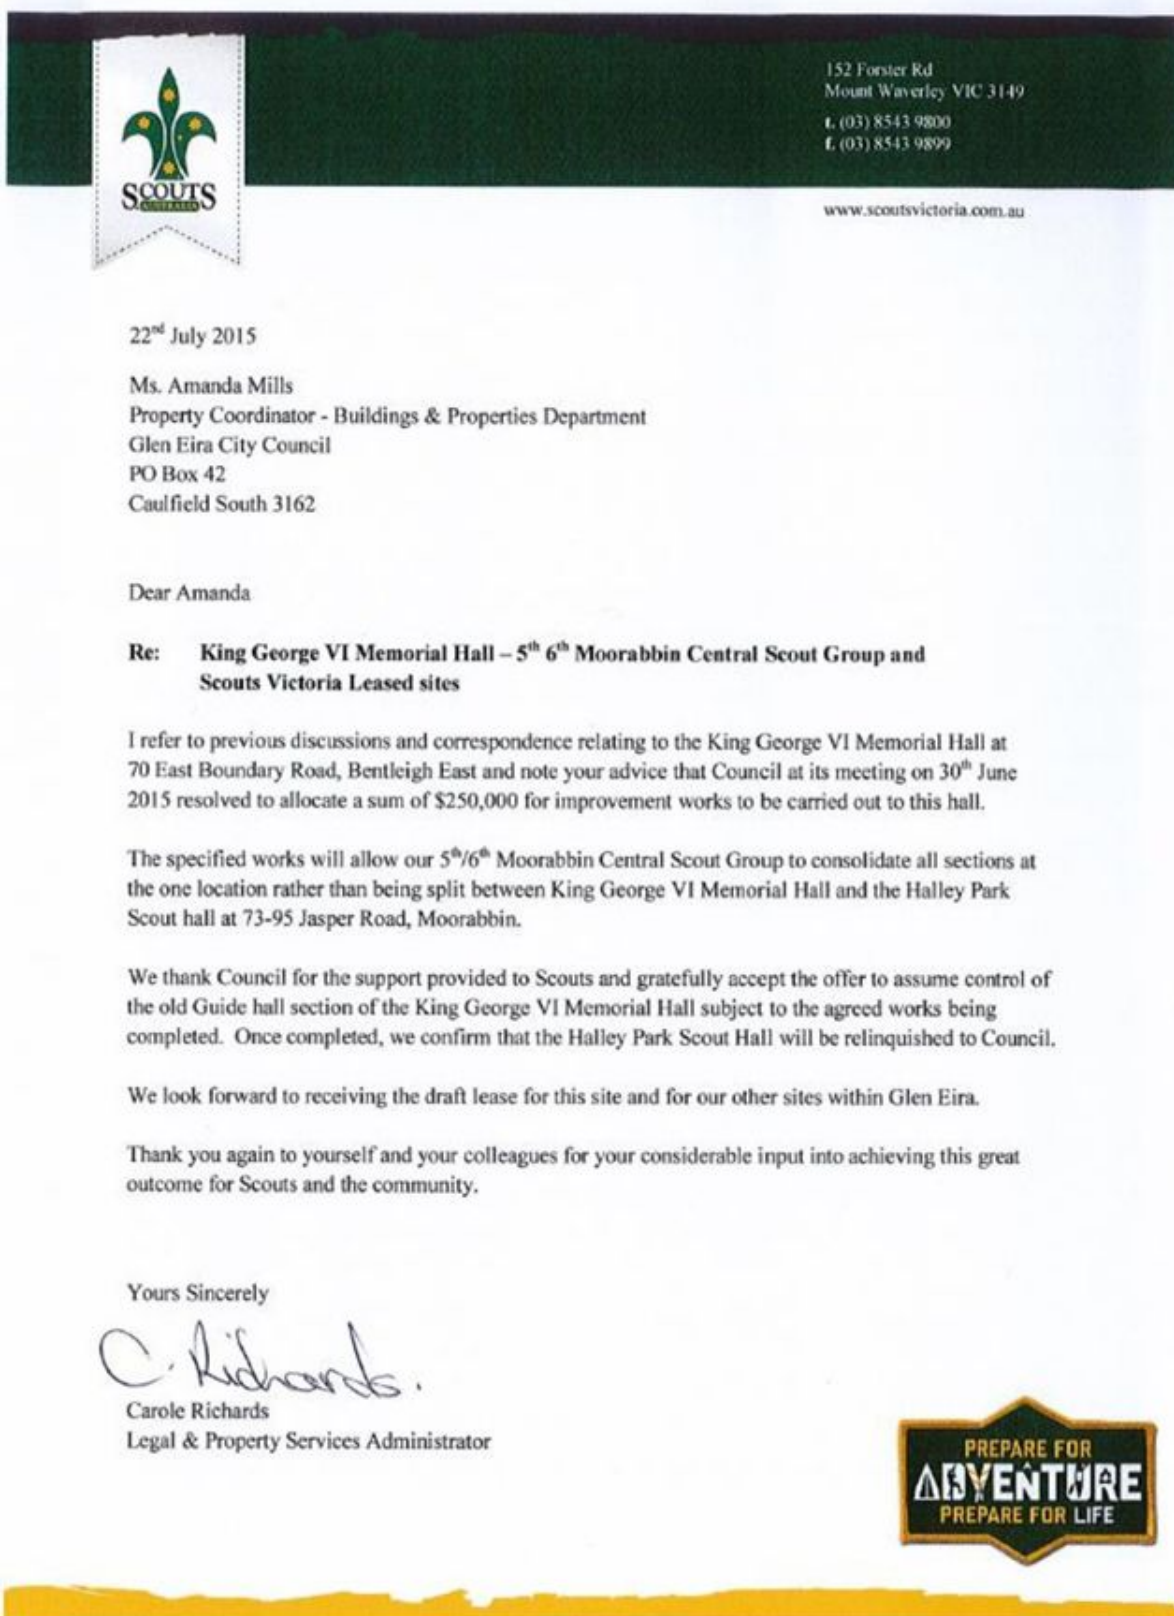 152 Forster Rd
Mount Waverley VIC 3149
t. (03) 8543 9800
f. (03) 8543 9899
SCOUTS
AUSTRALIA
www.scoutsvictoria.com.au
22nd July 2015
Ms. Amanda Mills
Property Coordinator - Buildings & Properties Department
Glen Eira City Council
PO Box 42
Caulfield South 3162
Dear Amanda
Re: King George VI Memorial Hall – 5th 6th Moorabbin Central Scout Group and
Scouts Victoria Leased sites
I refer to previous discussions and correspondence relating to the King George VI Memorial Hall at
70 East Boundary Road, Bentleigh East and note your advice that Council at its meeting on 30th June
2015 resolved to allocate a sum of $250,000 for improvement works to be carried out to this hall.
The specified works will allow our 5th/6th Moorabbin Central Scout Group to consolidate all sections at
the one location rather than being split between King George VI Memorial Hall and the Halley Park
Scout hall at 73-95 Jasper Road, Moorabbin.
We thank Council for the support provided to Scouts and gratefully accept the offer to assume control of
the old Guide hall section of the King George VI Memorial Hall subject to the agreed works being
completed. Once completed, we confirm that the Halley Park Scout Hall will be relinquished to Council.
We look forward to receiving the draft lease for this site and for our other sites within Glen Eira.
Thank you again to yourself and your colleagues for your considerable input into achieving this great
outcome for Scouts and the community.
Yours Sincerely
C. Richards.
Carole Richards
Legal & Property Services Administrator
PREPARE FOR
ADVENTURE
PREPARE FOR LIFE